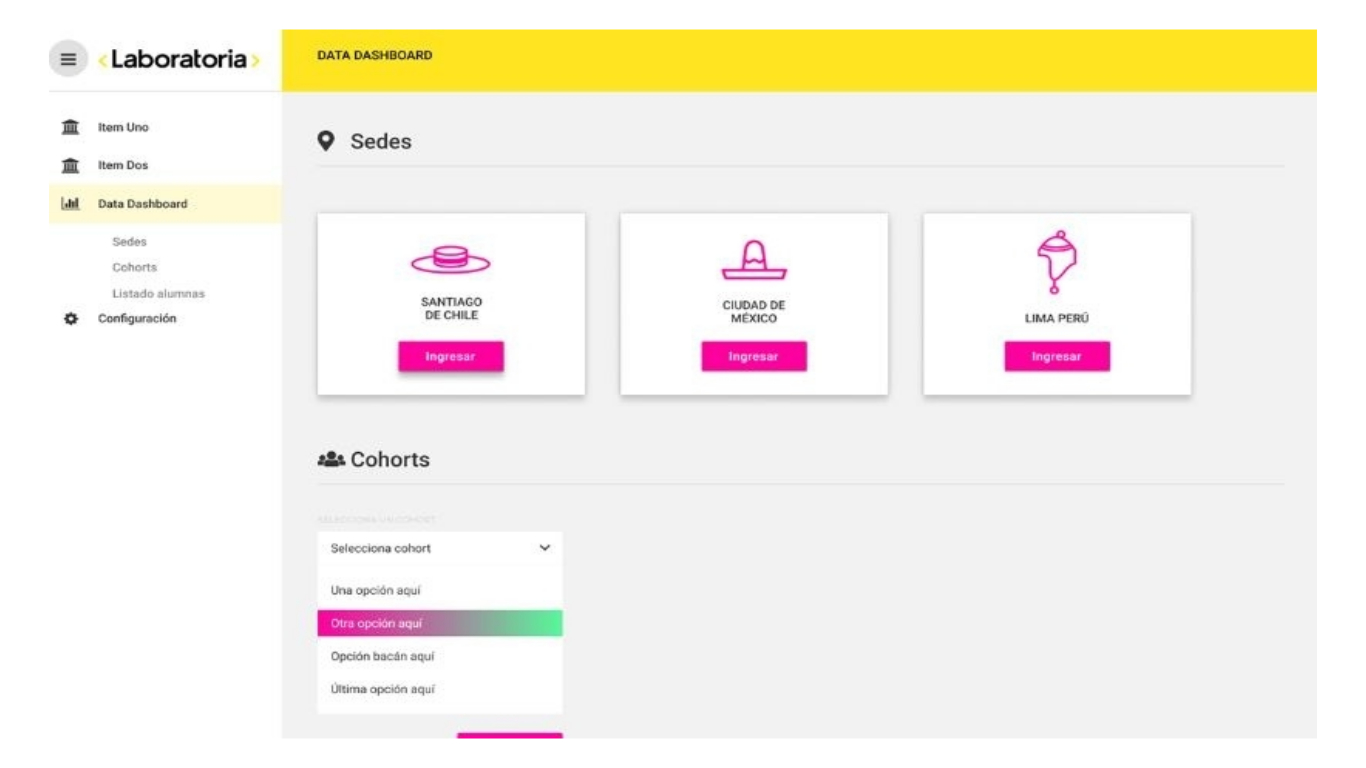 <Laboratoria>
DATA DASHBOARD
Item Uno
Item Dos
Data Dashboard
Sedes
Cohorts
Listado alumnas
Configuración
Sedes
SANTIAGO
DE CHILE
Ingresar
CIUDAD DE
MÉXICO
Ingresar
LIMA PERÚ
Ingresar
Cohorts
SELECCIONA UN COHORT
Selecciona cohort
Una opción aquí
Otra opción aquí
Opción bacán aquí
Última opción aquí